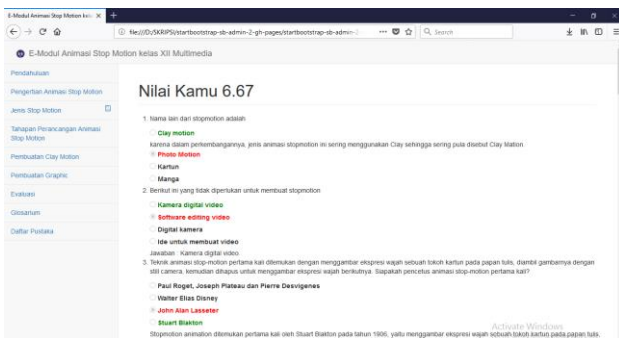 E-Modul Animasi Stop Motion kela
file:///D:/SKRIPSI/startbootstrap-sb-admin-2-gh-pages/startbootstrap-sb-admin-2
Search
E-Modul Animasi Stop Motion kelas XII Multimedia
Pendahuluan
Pengertian Animasi Stop Motion
Jenis Stop Motion
Tahapan Perancangan Animasi
Stop Motion
Pembuatan Clay Motion
Pembuatan Graphic
Evaluasi
Glosarium
Daftar Pustaka
Nilai Kamu 6.67
1. Nama lain dari stopmotion adalah
Clay motion
karena dalam perkembangannya, jenis animasi stopmotion ini sering menggunakan Clay sehingga sering pula disebut Clay Mation
Photo Motion
Kartun
Manga
2. Berikut ini yang tidak diperlukan untuk membuat stopmotion
Kamera digital video
Software editing video
Digital kamera
Ide untuk membuat video
Jawaban : Kamera digital video
3. Teknik animasi stop-motion pertama kali ditemukan dengan menggambar ekspresi wajah sebuah tokoh kartun pada papan tulis, diambil gambarnya dengan
still camera, kemudian dihapus untuk menggambar ekspresi wajah berikutnya. Siapakah pencetus animasi stop-motion pertama kali?
Paul Roget, Joseph Plateau dan Pierre Desvigenes
Walter Elias Disney
John Alan Lasseter
Stuart Blakton
Stopmotion animation ditemukan pertama kali oleh Stuart Blakton pada tahun 1906, yaitu menggambar ekspresi wajah sebuah tokoh kartun pada papan tulis,
Activate Windows